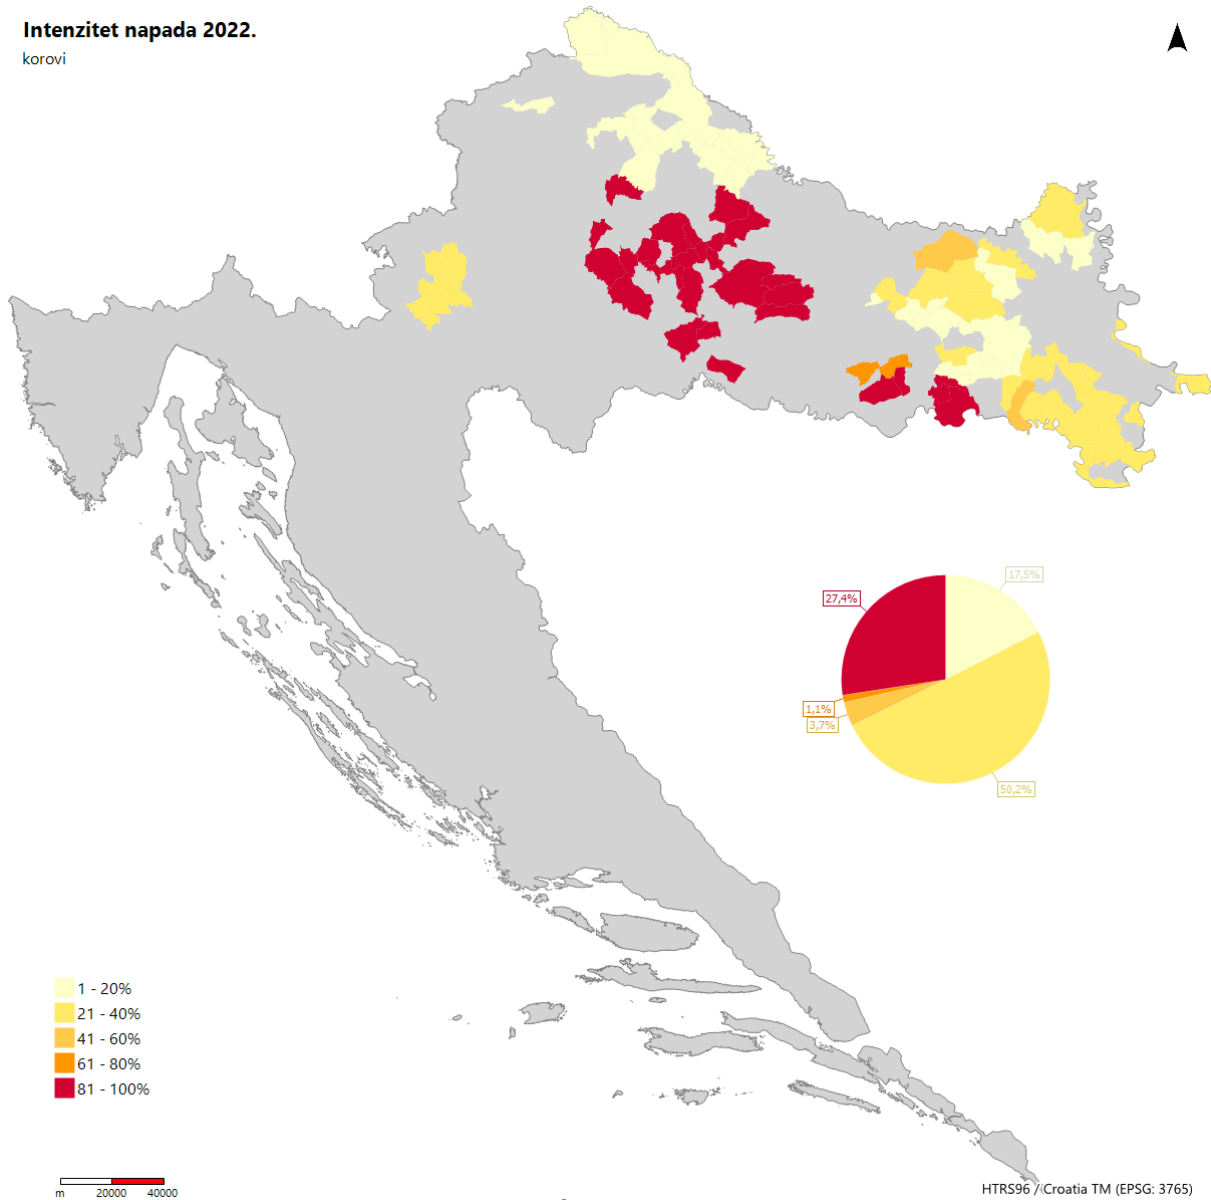 Intenzitet napada 2022.
korovi
17,5%
27,4%
1,1%
3,7%
50,2%
1 - 20%
21 - 40%
41 - 60%
61 - 80%
81 - 100%
m 20000 40000
HTRS96 / Croatia TM (EPSG: 3765)